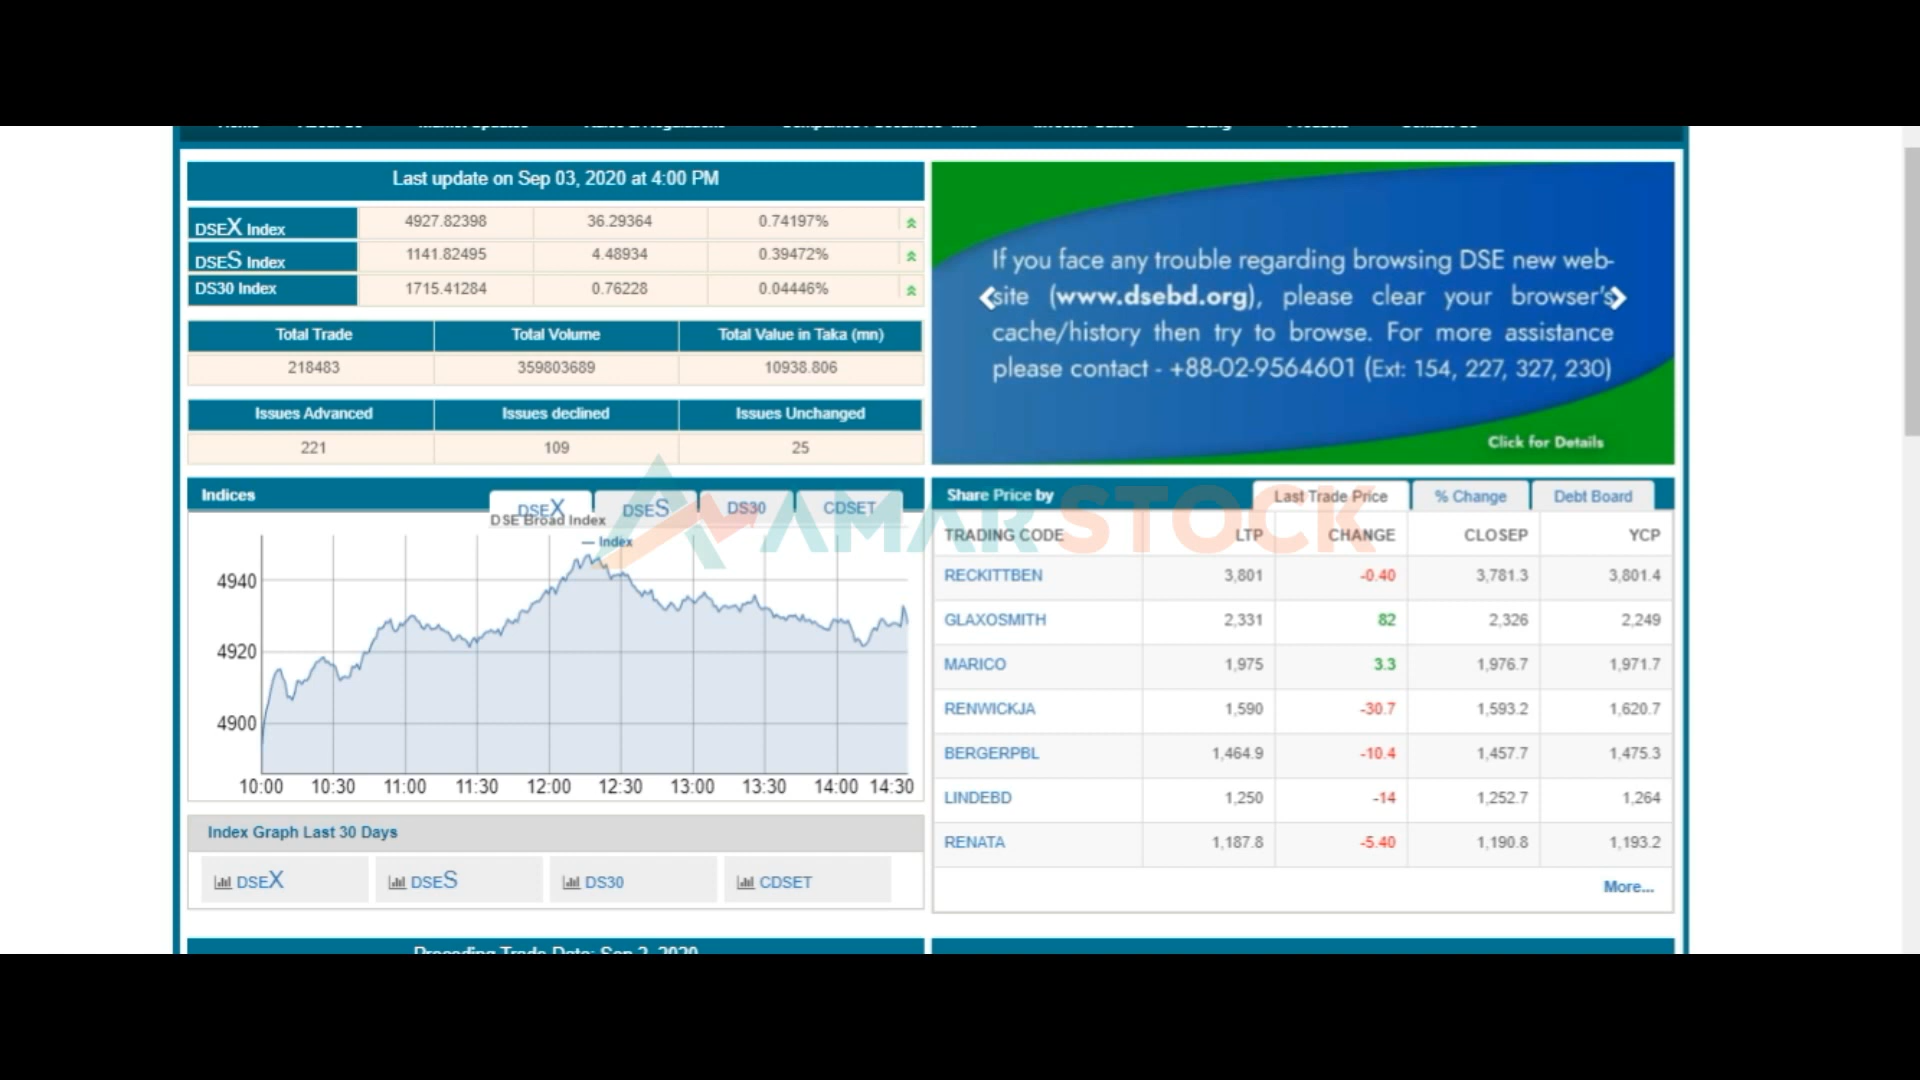 Last update on Sep 03, 2020 at 4:00 PM
DSEX Index 4927.82398 36.29364 0.74197%
DSES Index 1141.82495 4.48934 0.39472%
DS30 Index 1715.41284 0.76228 0.04446%
Total Trade Total Volume Total Value in Taka (mn)
218483 359803689 10938.806
Issues Advanced Issues declined Issues Unchanged
221 109 25
If you face any trouble regarding browsing DSE new web-
site (www.dsebd.org), please clear your browser's
cache/history then try to browse. For more assistance
please contact - +88-02-9564601 (Ext: 154, 227, 327, 230)
Click for Details
Indices DSEX DSES DS30 CDSET
DSE Broad Index
Index
4940
4920
4900
10:00 10:30 11:00 11:30 12:00 12:30 13:00 13:30 14:00 14:30
Index Graph Last 30 Days
DSEX DSES DS30 CDSET
AMARSTOCK
Share Price by Last Trade Price % Change Debt Board
TRADING CODE LTP CHANGE CLOSEP YCP
RECKITTBEN 3,801 -0.40 3,781.3 3,801.4
GLAXOSMITH 2,331 82 2,326 2,249
MARICO 1,975 3.3 1,976.7 1,971.7
RENWICKJA 1,590 -30.7 1,593.2 1,620.7
BERGERPBL 1,464.9 -10.4 1,457.7 1,475.3
LINDEBD 1,250 -14 1,252.7 1,264
RENATA 1,187.8 -5.40 1,190.8 1,193.2
More...
Preceding Trade Date: Sep 2, 2020